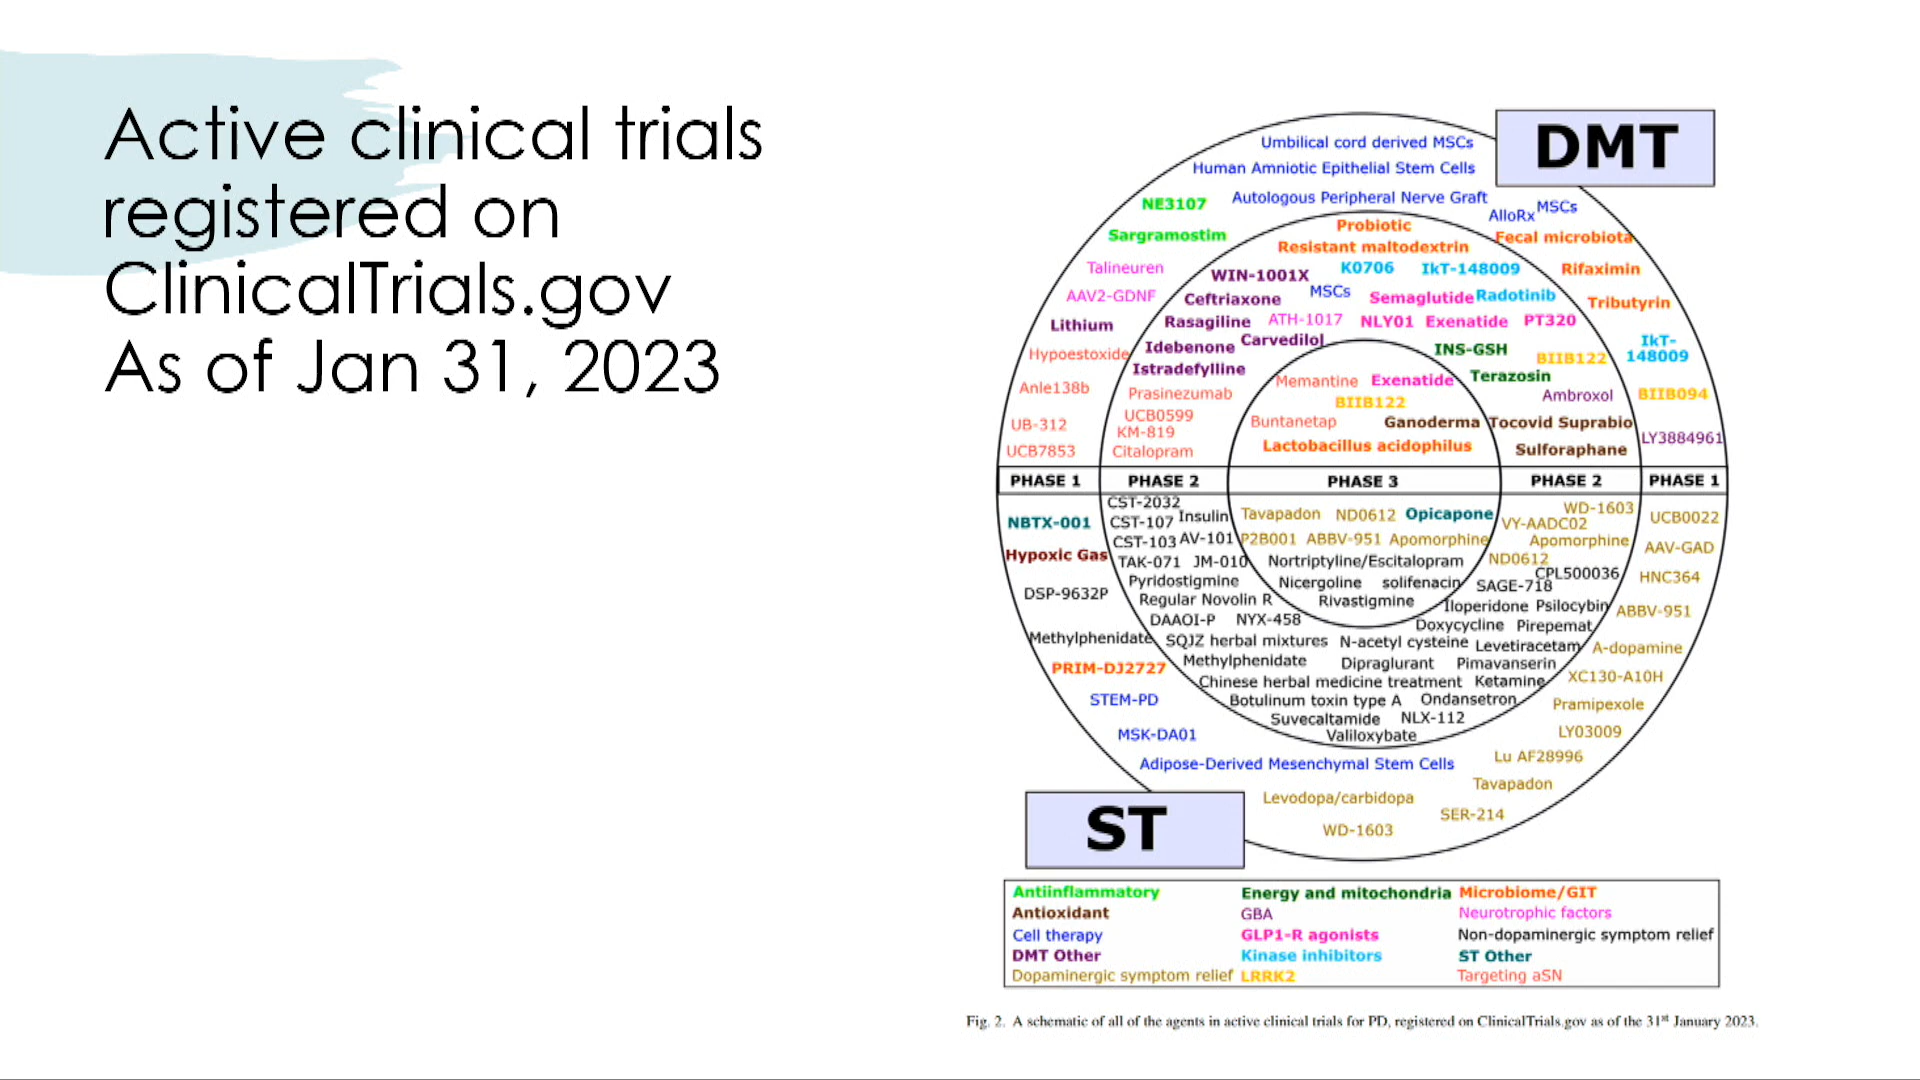 Active clinical trials
registered on
ClinicalTrials.gov
As of Jan 31, 2023
DMT
Umbilical cord derived MSCs
Human Amniotic Epithelial Stem Cells
Autologous Peripheral Nerve Graft
NE3107
AlloRx MSCs
Sargramostim
Probiotic
Fecal microbiota
Resistant maltodextrin
Talineuren
WIN-1001X K0706 IkT-148009
Rifaximin
AAV2-GDNF
Ceftriaxone MSCs Semaglutide Radotinib
Tributyrin
Lithium
Rasagiline ATH-1017 NLY01 Exenatide PT320
Hypoestoxide
Idebenone Carvedilol
INS-GSH BIIB122
IkT-
148009
Istradefylline
Anle138b
Prasinezumab
Memantine Exenatide
Terazosin
Ambroxol
BIIB094
BIIB122
UB-312
UCB0599
KM-819
Buntanetap Ganoderma
Tocovid Suprabio
LY3884961
UCB7853
Citalopram
Lactobacillus acidophilus
Sulforaphane
PHASE 1 PHASE 2 PHASE 3 PHASE 2 PHASE 1
CST-2032
NBTX-001
CST-107 Insulin
Tavapadon ND0612 Opicapone
WD-1603
VY-AADC02
UCB0022
CST-103 AV-101
P2B001 ABBV-951 Apomorphine
Apomorphine
AAV-GAD
Hypoxic Gas
TAK-071 JM-010
Nortriptyline/Escitalopram
ND0612
CPL500036
HNC364
Pyridostigmine
Nicergoline solifenacin
SAGE-718
DSP-9632P
Regular Novolin R
Rivastigmine
Iloperidone Psilocybin
ABBV-951
DAAOI-P NYX-458
Doxycycline Pirepemat
Methylphenidate
SQJZ herbal mixtures N-acetyl cysteine Levetiracetam
A-dopamine
Methylphenidate Dipraglurant Pimavanserin
PRIM-DJ2727
Chinese herbal medicine treatment Ketamine
XC130-A10H
STEM-PD
Botulinum toxin type A Ondansetron
Pramipexole
Suvecaltamide NLX-112
MSK-DA01
Valiloxybate
LY03009
Adipose-Derived Mesenchymal Stem Cells
Lu AF28996
Tavapadon
Levodopa/carbidopa
SER-214
WD-1603
ST
Antiinflammatory Energy and mitochondria Microbiome/GIT
Antioxidant GBA Neurotrophic factors
Cell therapy GLP1-R agonists Non-dopaminergic symptom relief
DMT Other Kinase inhibitors ST Other
Dopaminergic symptom relief LRRK2 Targeting aSN
Fig. 2. A schematic of all of the agents in active clinical trials for PD, registered on ClinicalTrials.gov as of the 31st January 2023.